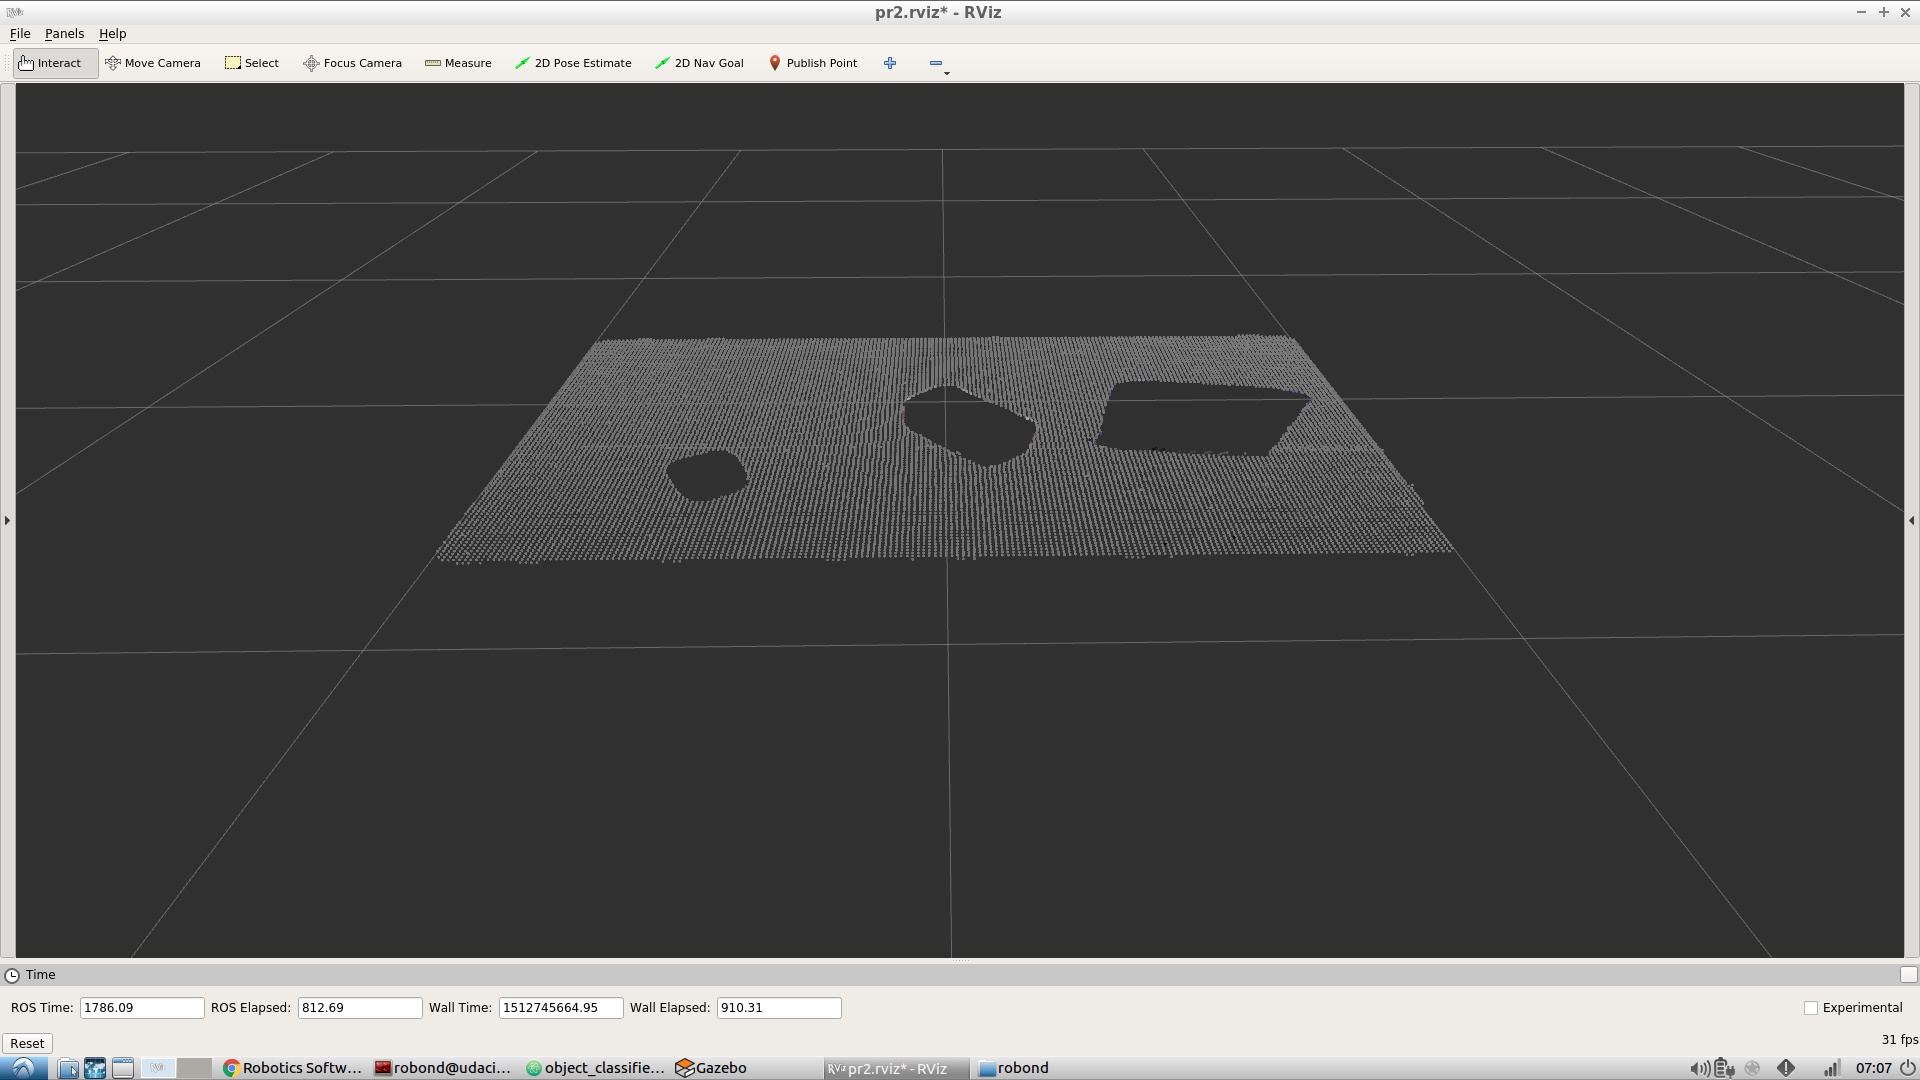 pr2.rviz* - RViz
File Panels Help
Interact Move Camera Select Focus Camera Measure 2D Pose Estimate 2D Nav Goal Publish Point
Time
ROS Time: 1786.09 ROS Elapsed: 812.69 Wall Time: 1512745664.95 Wall Elapsed: 910.31 Experimental
Reset 31 fps
Robotics Softw... robond@udaci... object_classifie... Gazebo pr2.rviz* - RViz robond 07:07